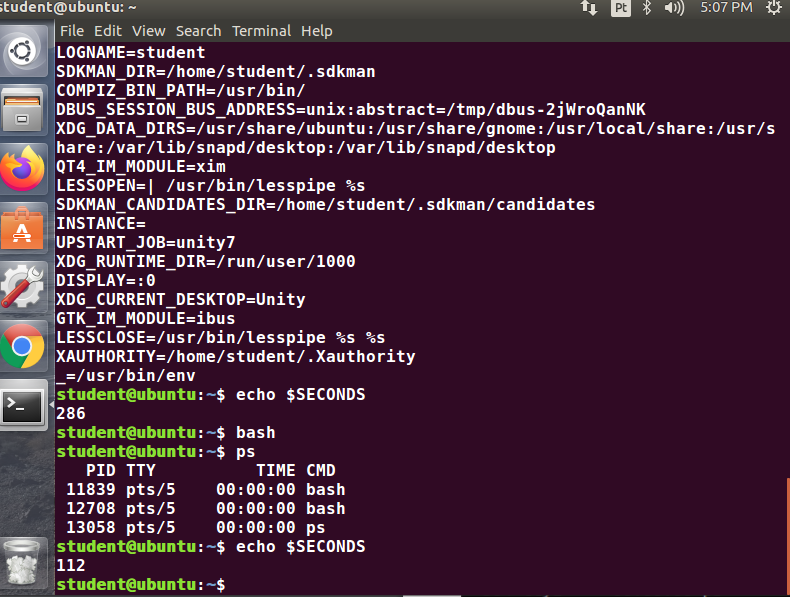 student@ubuntu: ~
Pt
5:07 PM
File Edit View Search Terminal Help
LOGNAME=student
SDKMAN_DIR=/home/student/.sdkman
COMPIZ_BIN_PATH=/usr/bin/
DBUS_SESSION_BUS_ADDRESS=unix:abstract=/tmp/dbus-2jWroQanNK
XDG_DATA_DIRS=/usr/share/ubuntu:/usr/share/gnome:/usr/local/share:/usr/s
hare:/var/lib/snapd/desktop:/var/lib/snapd/desktop
QT4_IM_MODULE=xim
LESSOPEN=| /usr/bin/lesspipe %s
SDKMAN_CANDIDATES_DIR=/home/student/.sdkman/candidates
INSTANCE=
UPSTART_JOB=unity7
XDG_RUNTIME_DIR=/run/user/1000
DISPLAY=:0
XDG_CURRENT_DESKTOP=Unity
GTK_IM_MODULE=ibus
LESSCLOSE=/usr/bin/lesspipe %s %s
XAUTHORITY=/home/student/.Xauthority
_=/usr/bin/env
student@ubuntu:~$ echo $SECONDS
286
student@ubuntu:~$ bash
student@ubuntu:~$ ps
   PID TTY          TIME CMD
 11839 pts/5    00:00:00 bash
 12708 pts/5    00:00:00 bash
 13058 pts/5    00:00:00 ps
student@ubuntu:~$ echo $SECONDS
112
student@ubuntu:~$